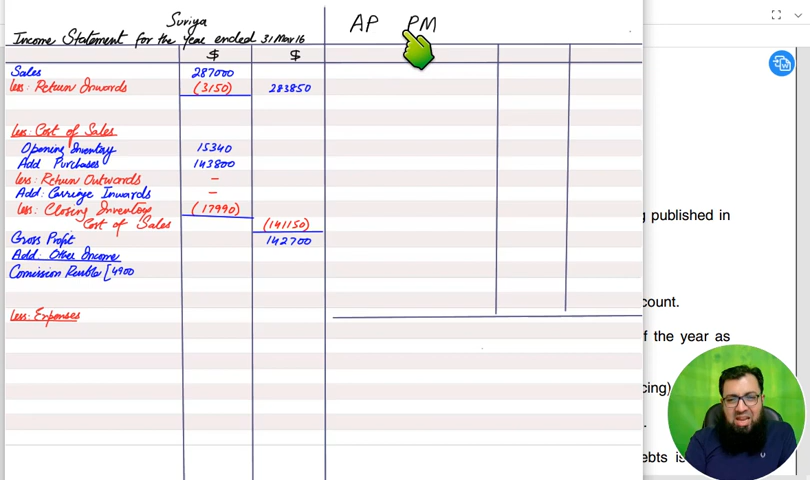 Suriya
Income Statement for the Year ended 31 Mar 16
$ $
Sales 287000
less: Return Inwards (3150) 283850
less: Cost of Sales
Opening Inventory 15340
Add Purchases 143800
less: Return Outwards -
Add: Carriage Inwards -
less: Closing Inventory (17990)
Cost of Sales (141150)
Gross Profit 142700
Add: Other Income
Comission [4900
less: Expenses
AP PM
published in
count.
f the year as
cing)
ebts is